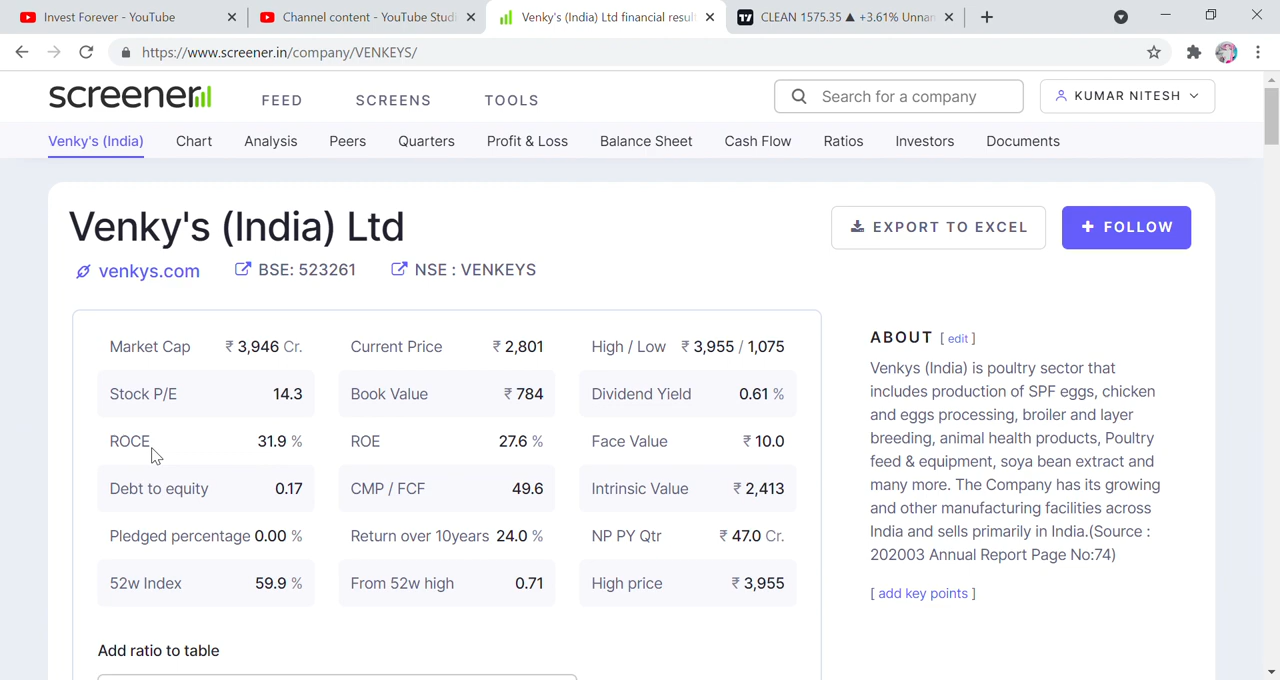 Invest Forever - YouTube
Channel content - YouTube Studi
Venky's (India) Ltd financial result
CLEAN 1575.35 ▲ +3.61% Unnar
https://www.screener.in/company/VENKEYS/
screener
FEED
SCREENS
TOOLS
Search for a company
KUMAR NITESH
Venky's (India)
Chart
Analysis
Peers
Quarters
Profit & Loss
Balance Sheet
Cash Flow
Ratios
Investors
Documents
Venky's (India) Ltd
EXPORT TO EXCEL
+ FOLLOW
venkys.com
BSE: 523261
NSE : VENKEYS
Market Cap ₹ 3,946 Cr.
Current Price ₹ 2,801
High / Low ₹ 3,955 / 1,075
Stock P/E 14.3
Book Value ₹ 784
Dividend Yield 0.61 %
ROCE 31.9 %
ROE 27.6 %
Face Value ₹ 10.0
Debt to equity 0.17
CMP / FCF 49.6
Intrinsic Value ₹ 2,413
Pledged percentage 0.00 %
Return over 10years 24.0 %
NP PY Qtr ₹ 47.0 Cr.
52w Index 59.9 %
From 52w high 0.71
High price ₹ 3,955
Add ratio to table
ABOUT [ edit ]
Venkys (India) is poultry sector that
includes production of SPF eggs, chicken
and eggs processing, broiler and layer
breeding, animal health products, Poultry
feed & equipment, soya bean extract and
many more. The Company has its growing
and other manufacturing facilities across
India and sells primarily in India.(Source :
202003 Annual Report Page No:74)
[ add key points ]